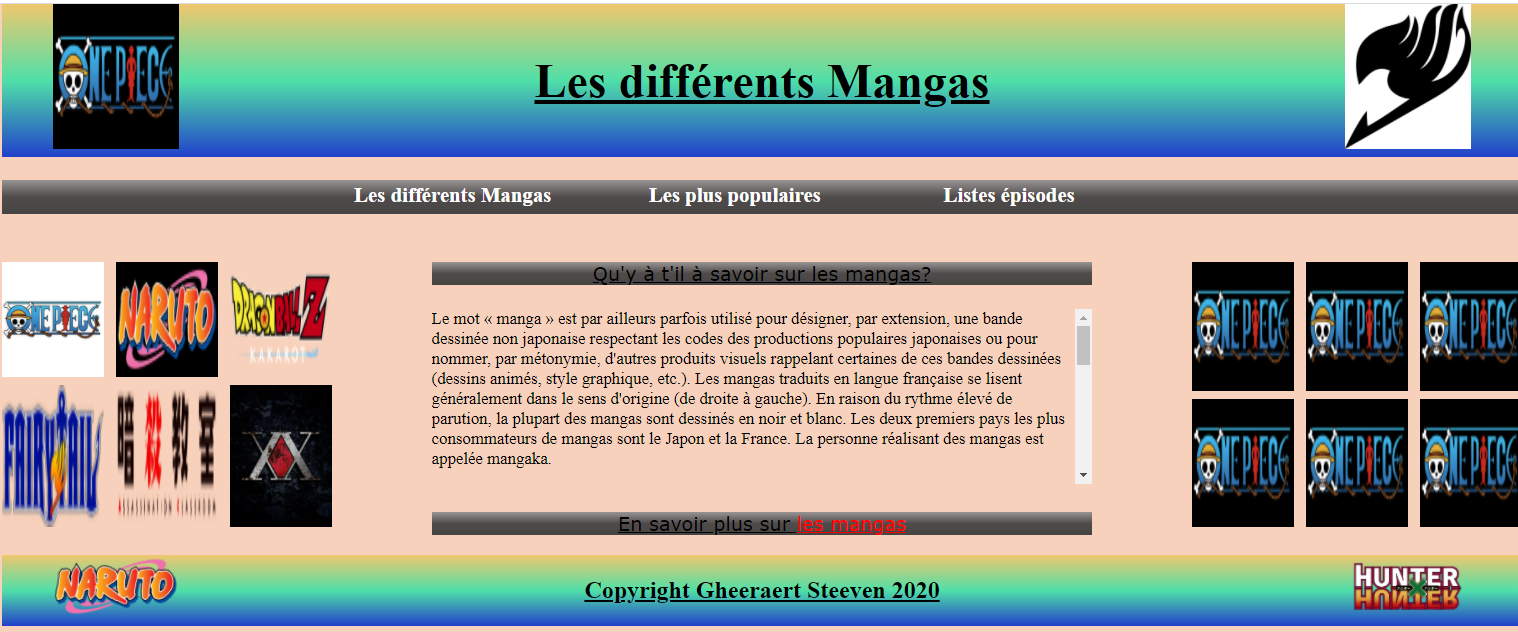 ONE PIECE
Les différents Mangas
Les différents Mangas
Les plus populaires
Listes épisodes
ONE PIECE
NARUTO
DRAGON BALL Z
KAKAROT
FAIRY TAIL
暗殺教室
ASSASSINATION CLASSROOM
Qu'y à t'il à savoir sur les mangas?
Le mot « manga » est par ailleurs parfois utilisé pour désigner, par extension, une bande
dessinée non japonaise respectant les codes des productions populaires japonaises ou pour
nommer, par métonymie, d'autres produits visuels rappelant certaines de ces bandes dessinées
(dessins animés, style graphique, etc.). Les mangas traduits en langue française se lisent
généralement dans le sens d'origine (de droite à gauche). En raison du rythme élevé de
parution, la plupart des mangas sont dessinés en noir et blanc. Les deux premiers pays les plus
consommateurs de mangas sont le Japon et la France. La personne réalisant des mangas est
appelée mangaka.
En savoir plus sur les mangas
ONE PIECE
ONE PIECE
ONE PIECE
ONE PIECE
ONE PIECE
ONE PIECE
NARUTO
Copyright Gheeraert Steeven 2020
HUNTER
HUNTER